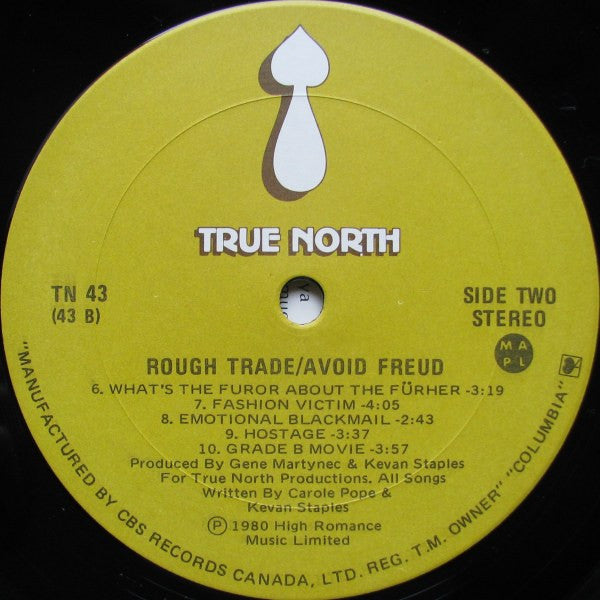 TRUE NORTH
TN 43
(43 B)
SIDE TWO
STEREO
M A
P L
ROUGH TRADE/AVOID FREUD
6. WHAT'S THE FUROR ABOUT THE FÜRHER -3:19
7. FASHION VICTIM -4:05
8. EMOTIONAL BLACKMAIL -2:43
9. HOSTAGE -3:37
10. GRADE B MOVIE -3:57
Produced By Gene Martynec & Kevan Staples
For True North Productions. All Songs
Written By Carole Pope &
Kevan Staples
Ⓟ 1980 High Romance
Music Limited
"MANUFACTURED BY CBS RECORDS CANADA, LTD. REG. T.M. OWNER" "COLUMBIA"